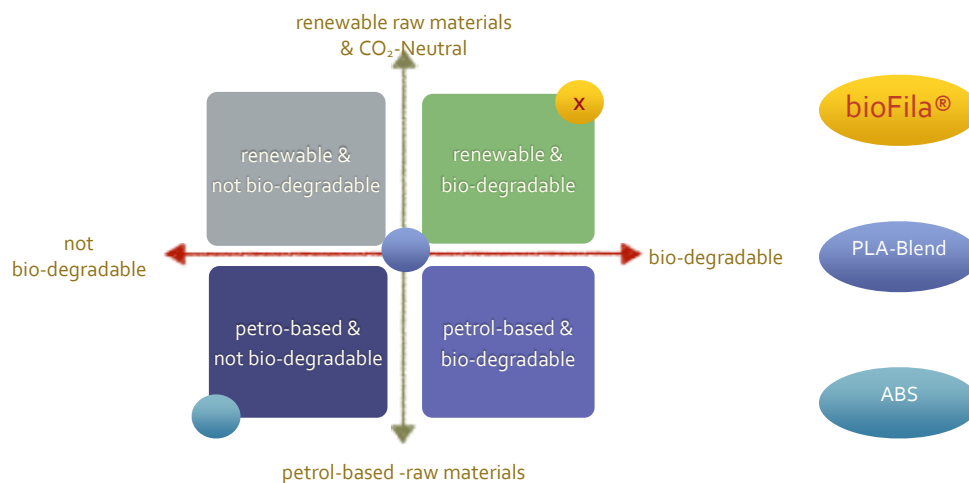 renewable raw materials
& CO₂-Neutral
x
bioFila®
renewable &
not bio-degradable
renewable &
bio-degradable
not
bio-degradable
bio-degradable
PLA-Blend
petro-based &
not bio-degradable
petrol-based &
bio-degradable
ABS
petrol-based -raw materials